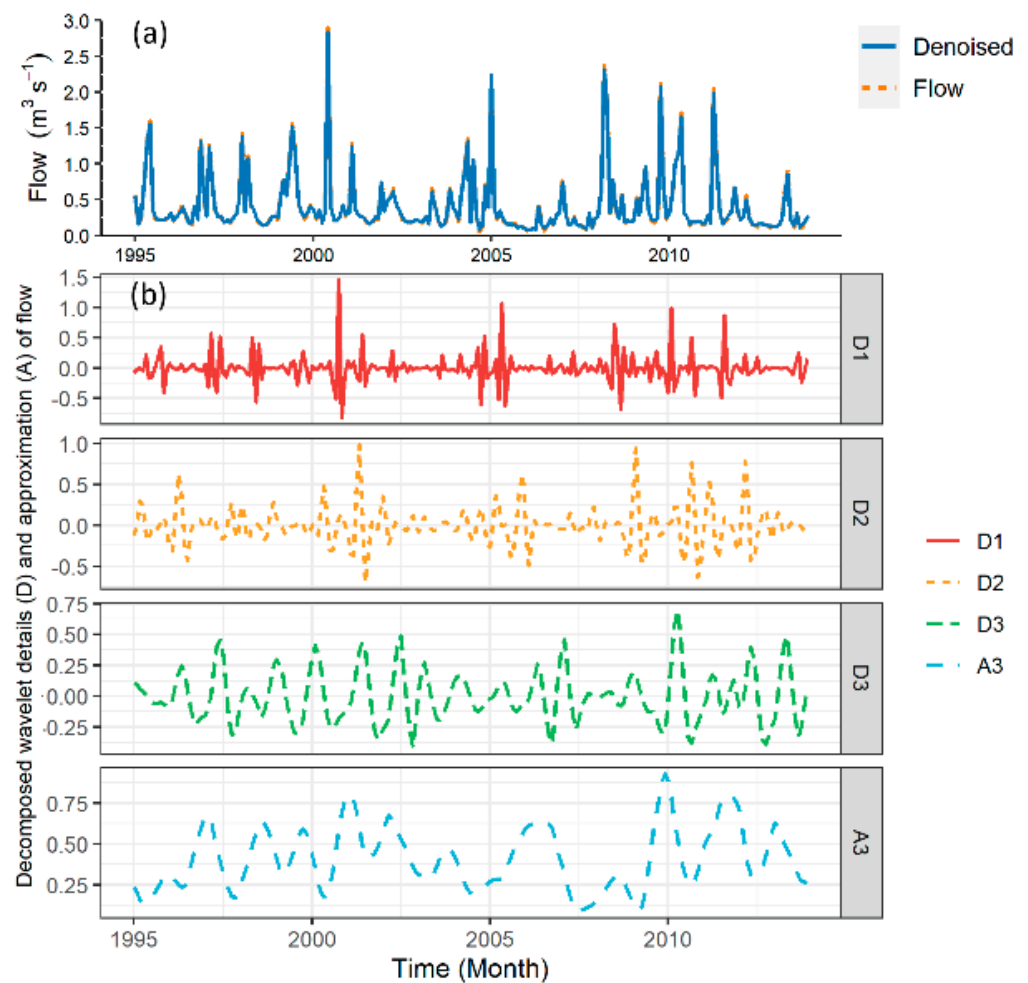 (a)
3.0
2.5
2.0
1.5
1.0
0.5
0.0
Flow (m³ s⁻¹)
1995
2000
2005
2010
Denoised
Flow
Decomposed wavelet details (D) and approximation (A) of flow
(b)
1.5
1.0
0.5
0.0
-0.5
D1
1.0
0.5
0.0
-0.5
D2
0.75
0.50
0.25
0.00
-0.25
D3
0.75
0.50
0.25
A3
1995
2000
2005
2010
Time (Month)
D1
D2
D3
A3